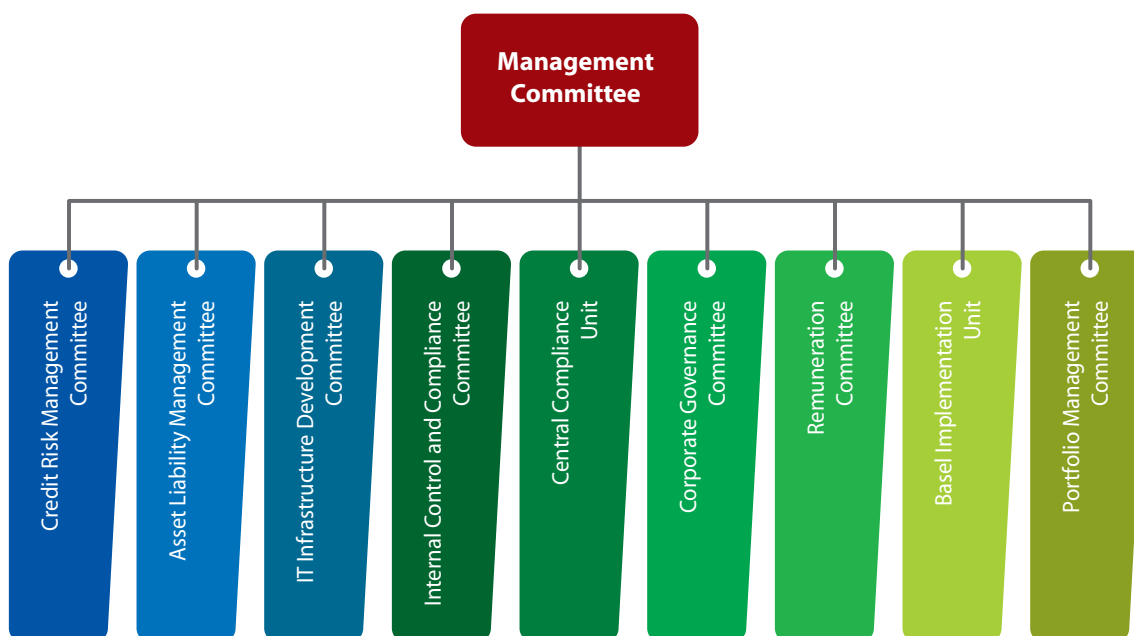 Management
Committee
Credit Risk Management
Committee
Asset Liability Management
Committee
IT Infrastructure Development
Committee
Internal Control and Compliance
Committee
Central Compliance
Unit
Corporate Governance
Committee
Remuneration
Committee
Basel Implementation
Unit
Portfolio Management
Committee